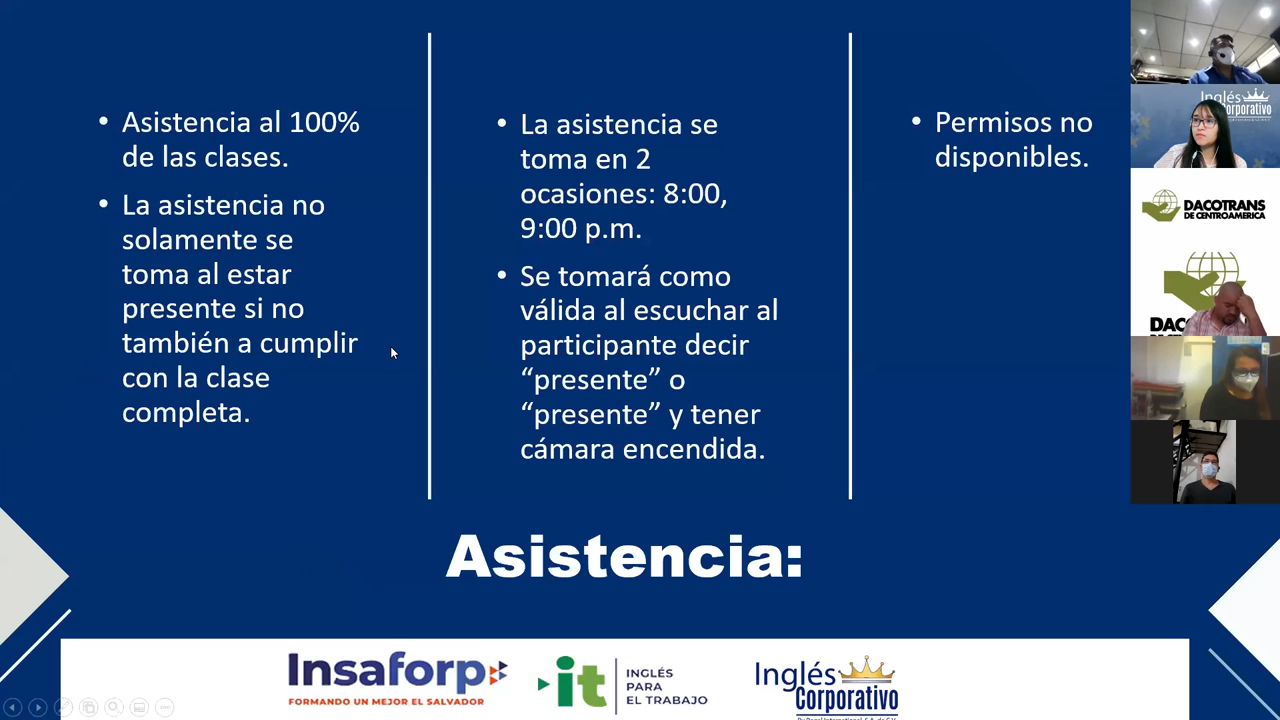 • Asistencia al 100%
de las clases.
• La asistencia no
solamente se
toma al estar
presente si no
también a cumplir
con la clase
completa.
• La asistencia se
toma en 2
ocasiones: 8:00,
9:00 p.m.
• Se tomará como
válida al escuchar al
participante decir
“presente” o
“presente” y tener
cámara encendida.
• Permisos no
disponibles.
Asistencia:
Insaforp
FORMANDO UN MEJOR EL SALVADOR
it
INGLÉS
PARA
EL TRABAJO
Inglés
Corporativo
Inglés
Corporativo
DACOTRANS
DE CENTROAMERICA